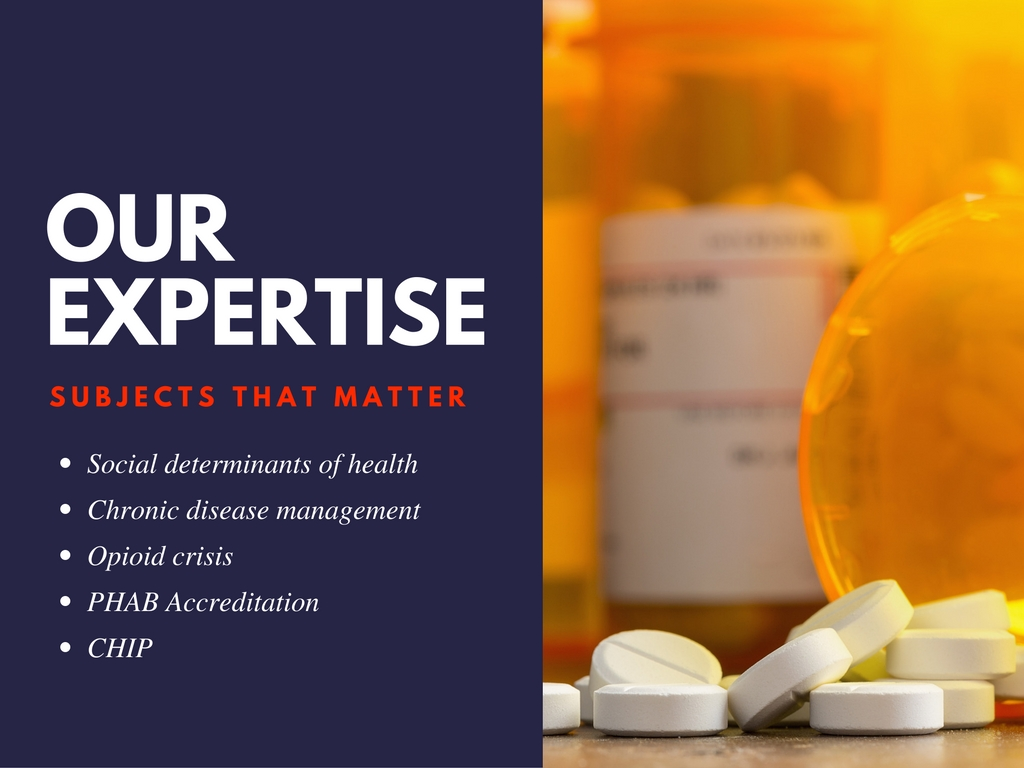 OUR
EXPERTISE
SUBJECTS THAT MATTER
Social determinants of health
Chronic disease management
Opioid crisis
PHAB Accreditation
CHIP